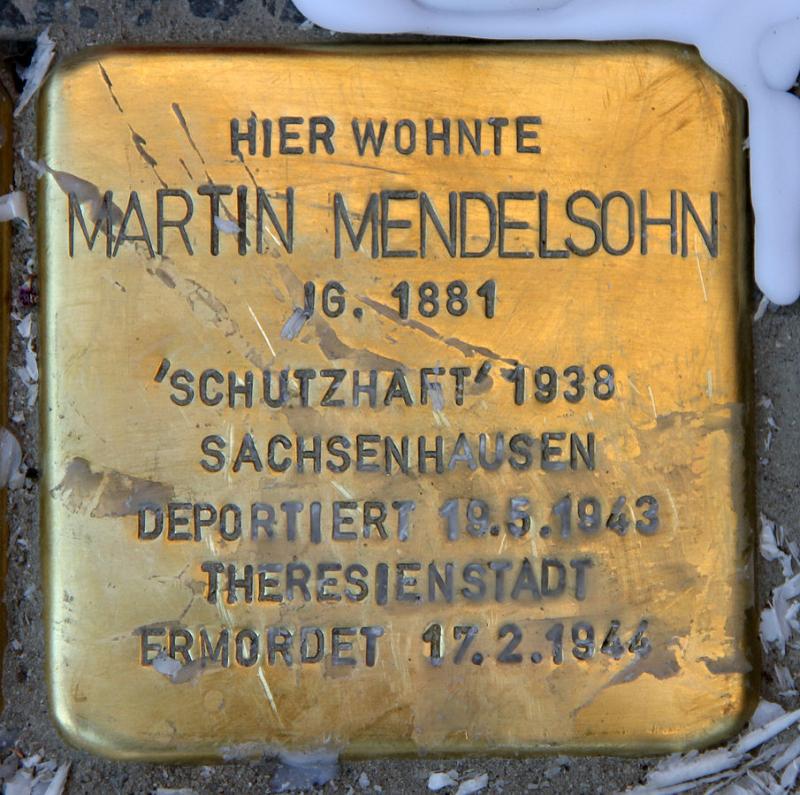 HIER WOHNTE
MARTIN MENDELSOHN
JG. 1881
'SCHUTZHAFT' 1938
SACHSENHAUSEN
DEPORTIERT 19.5.1943
THERESIENSTADT
ERMORDET 17.2.1944